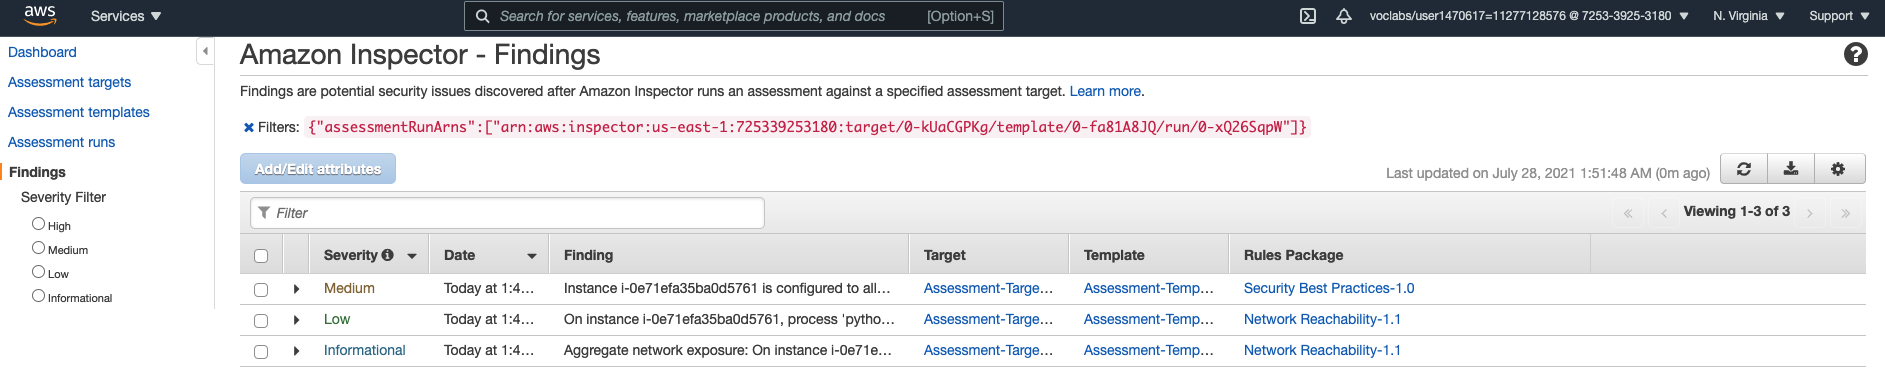 aws Services Search for services, features, marketplace products, and docs [Option+S] voclabs/user1470617=11277128576 @ 7253-3925-3180 N. Virginia Support
Dashboard
Assessment targets
Assessment templates
Assessment runs
Findings
Severity Filter
High
Medium
Low
Informational
Amazon Inspector - Findings
Findings are potential security issues discovered after Amazon Inspector runs an assessment against a specified assessment target. Learn more.
Filters: {"assessmentRunArns":["arn:aws:inspector:us-east-1:725339253180:target/0-kUaCGPKg/template/0-fa81A8JQ/run/0-xQ26SqpW"]}
Add/Edit attributes
Last updated on July 28, 2021 1:51:48 AM (0m ago)
Filter
« ‹ Viewing 1-3 of 3 › »
Severity Date Finding Target Template Rules Package
Medium Today at 1:4... Instance i-0e71efa35ba0d5761 is configured to all... Assessment-Targe... Assessment-Temp... Security Best Practices-1.0
Low Today at 1:4... On instance i-0e71efa35ba0d5761, process 'pytho... Assessment-Targe... Assessment-Temp... Network Reachability-1.1
Informational Today at 1:4... Aggregate network exposure: On instance i-0e71e... Assessment-Targe... Assessment-Temp... Network Reachability-1.1